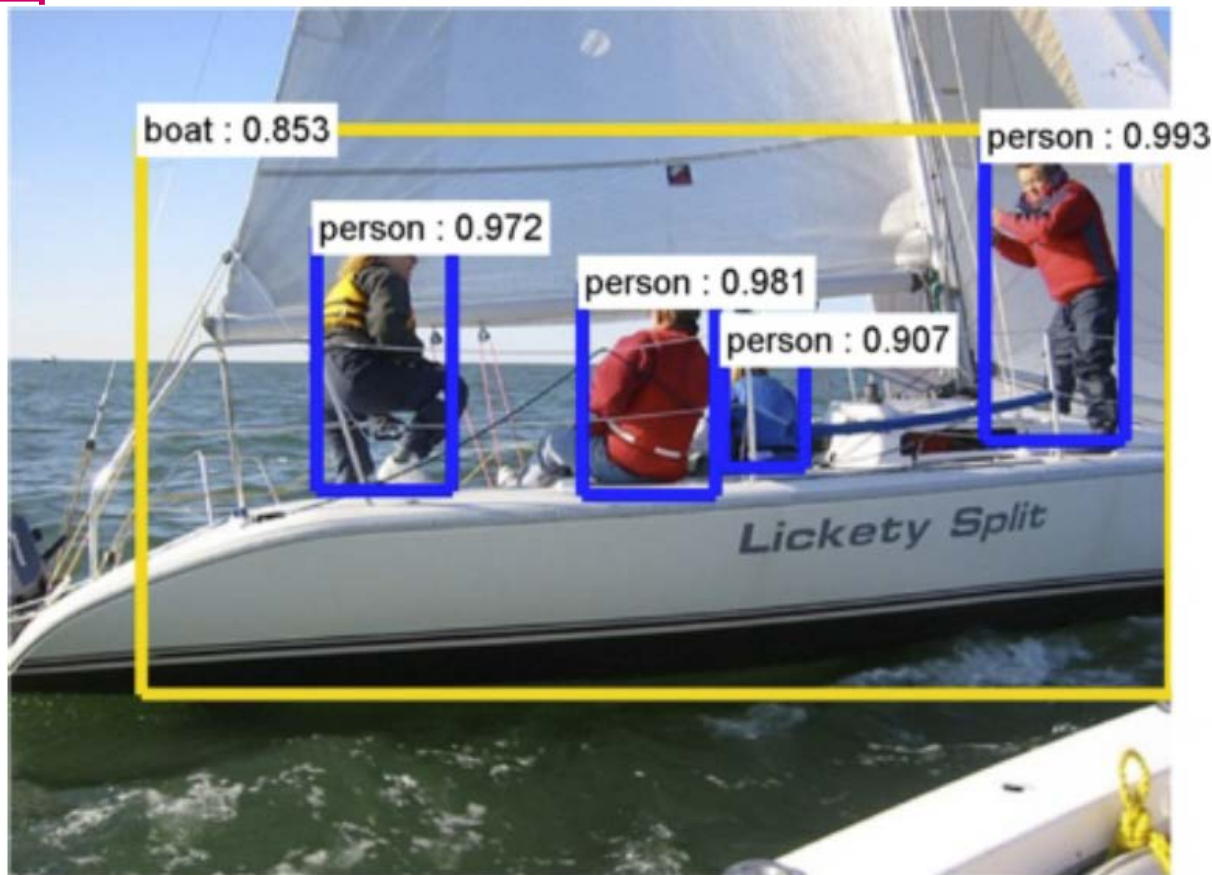 boat : 0.853
person : 0.993
person : 0.972
person : 0.981
person : 0.907
Lickety Split